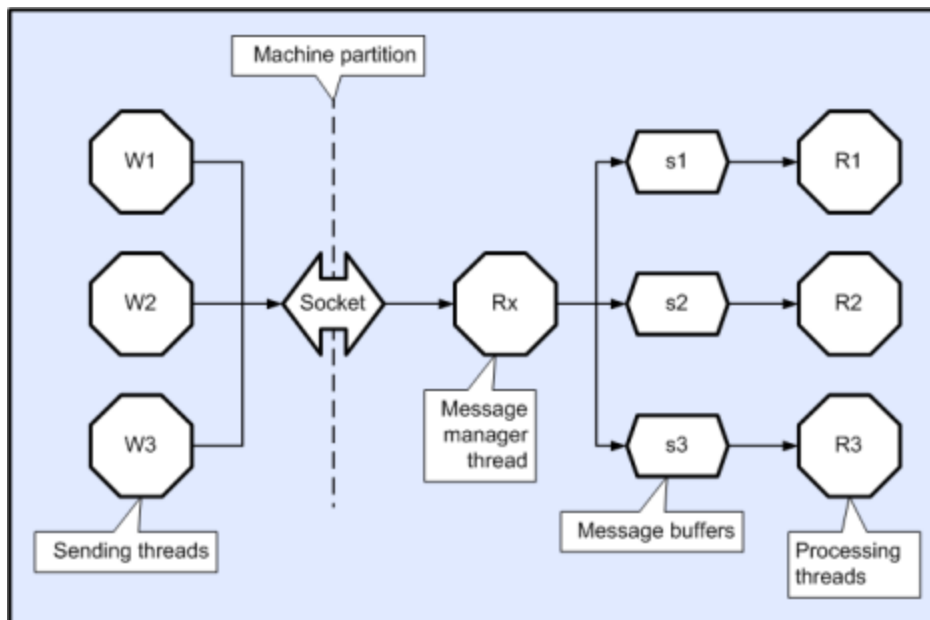 Machine partition
W1
s1
R1
W2
Socket
Rx
s2
R2
W3
Message
manager
thread
s3
R3
Sending threads
Message buffers
Processing
threads